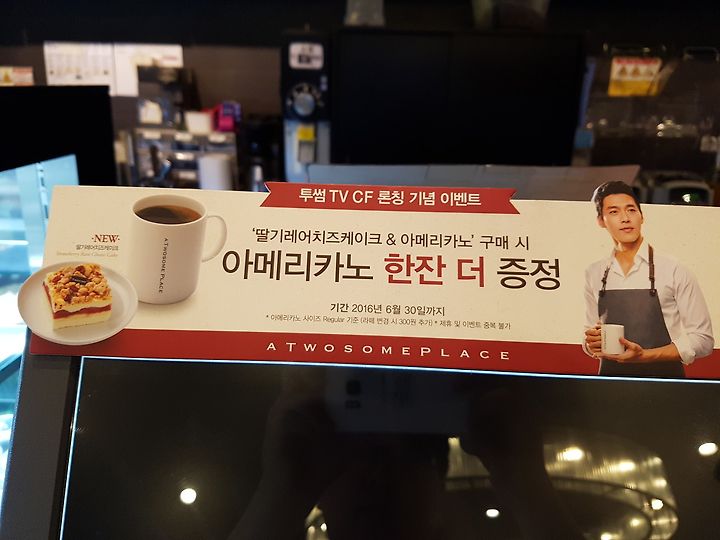 투썸 TV CF 론칭 기념 이벤트
·NEW·
딸기레어치즈케이크
Strawberry Rare Cheese Cake
A TWOSOME PLACE
'딸기레어치즈케이크 & 아메리카노' 구매 시
아메리카노 한잔 더 증정
기간 2016년 6월 30일까지
* 아메리카노 사이즈 Regular 기준 (라떼 변경 시 300원 추가) * 제휴 및 이벤트 중복 불가
A TWOSOME PLACE